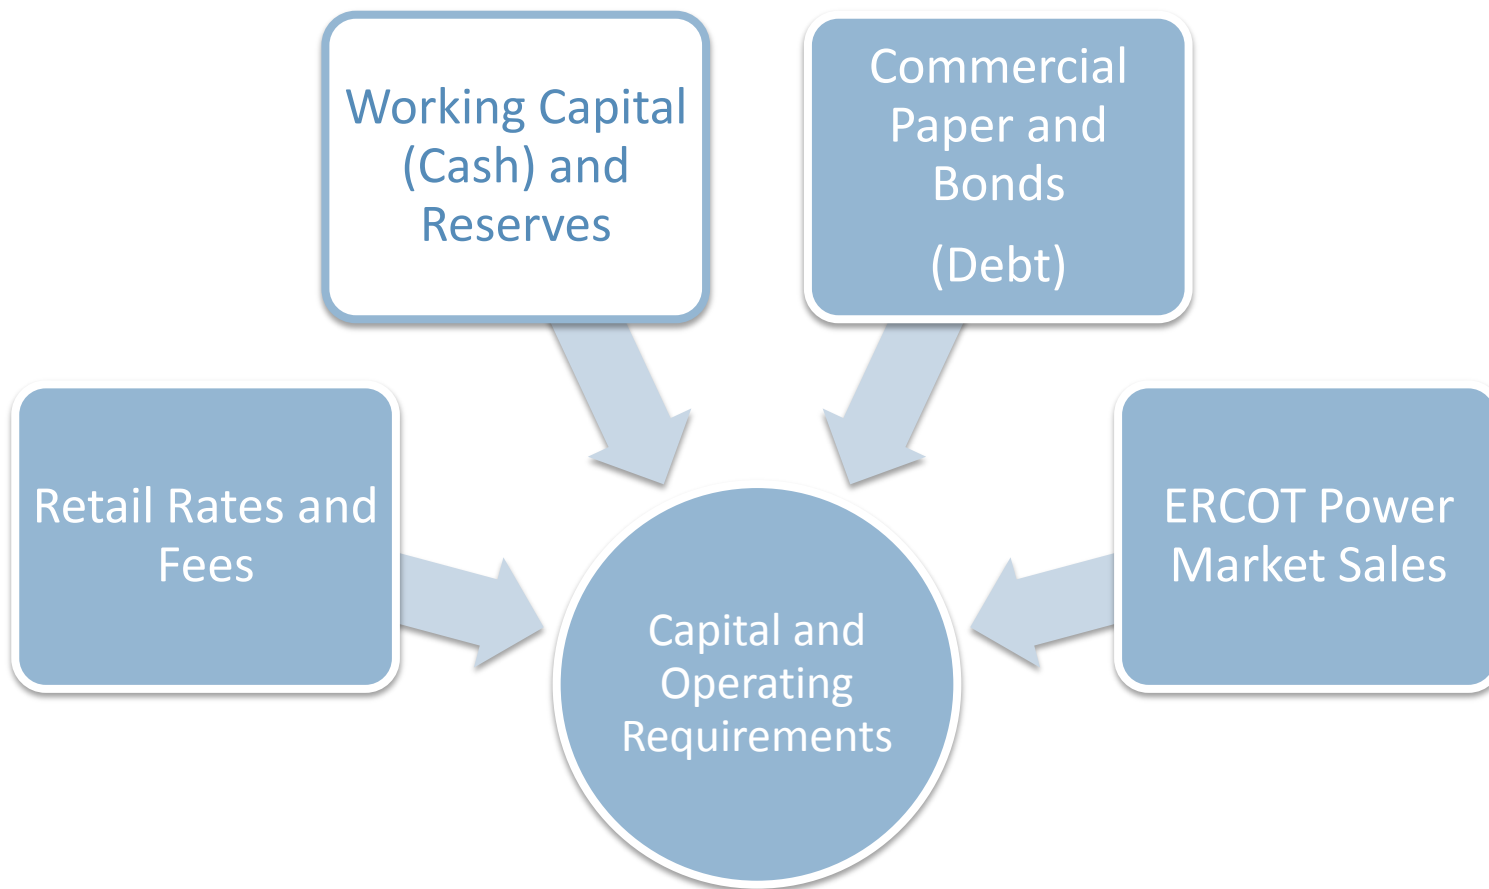 Working Capital
(Cash) and
Reserves
Commercial
Paper and
Bonds
(Debt)
Retail Rates and
Fees
ERCOT Power
Market Sales
Capital and
Operating
Requirements